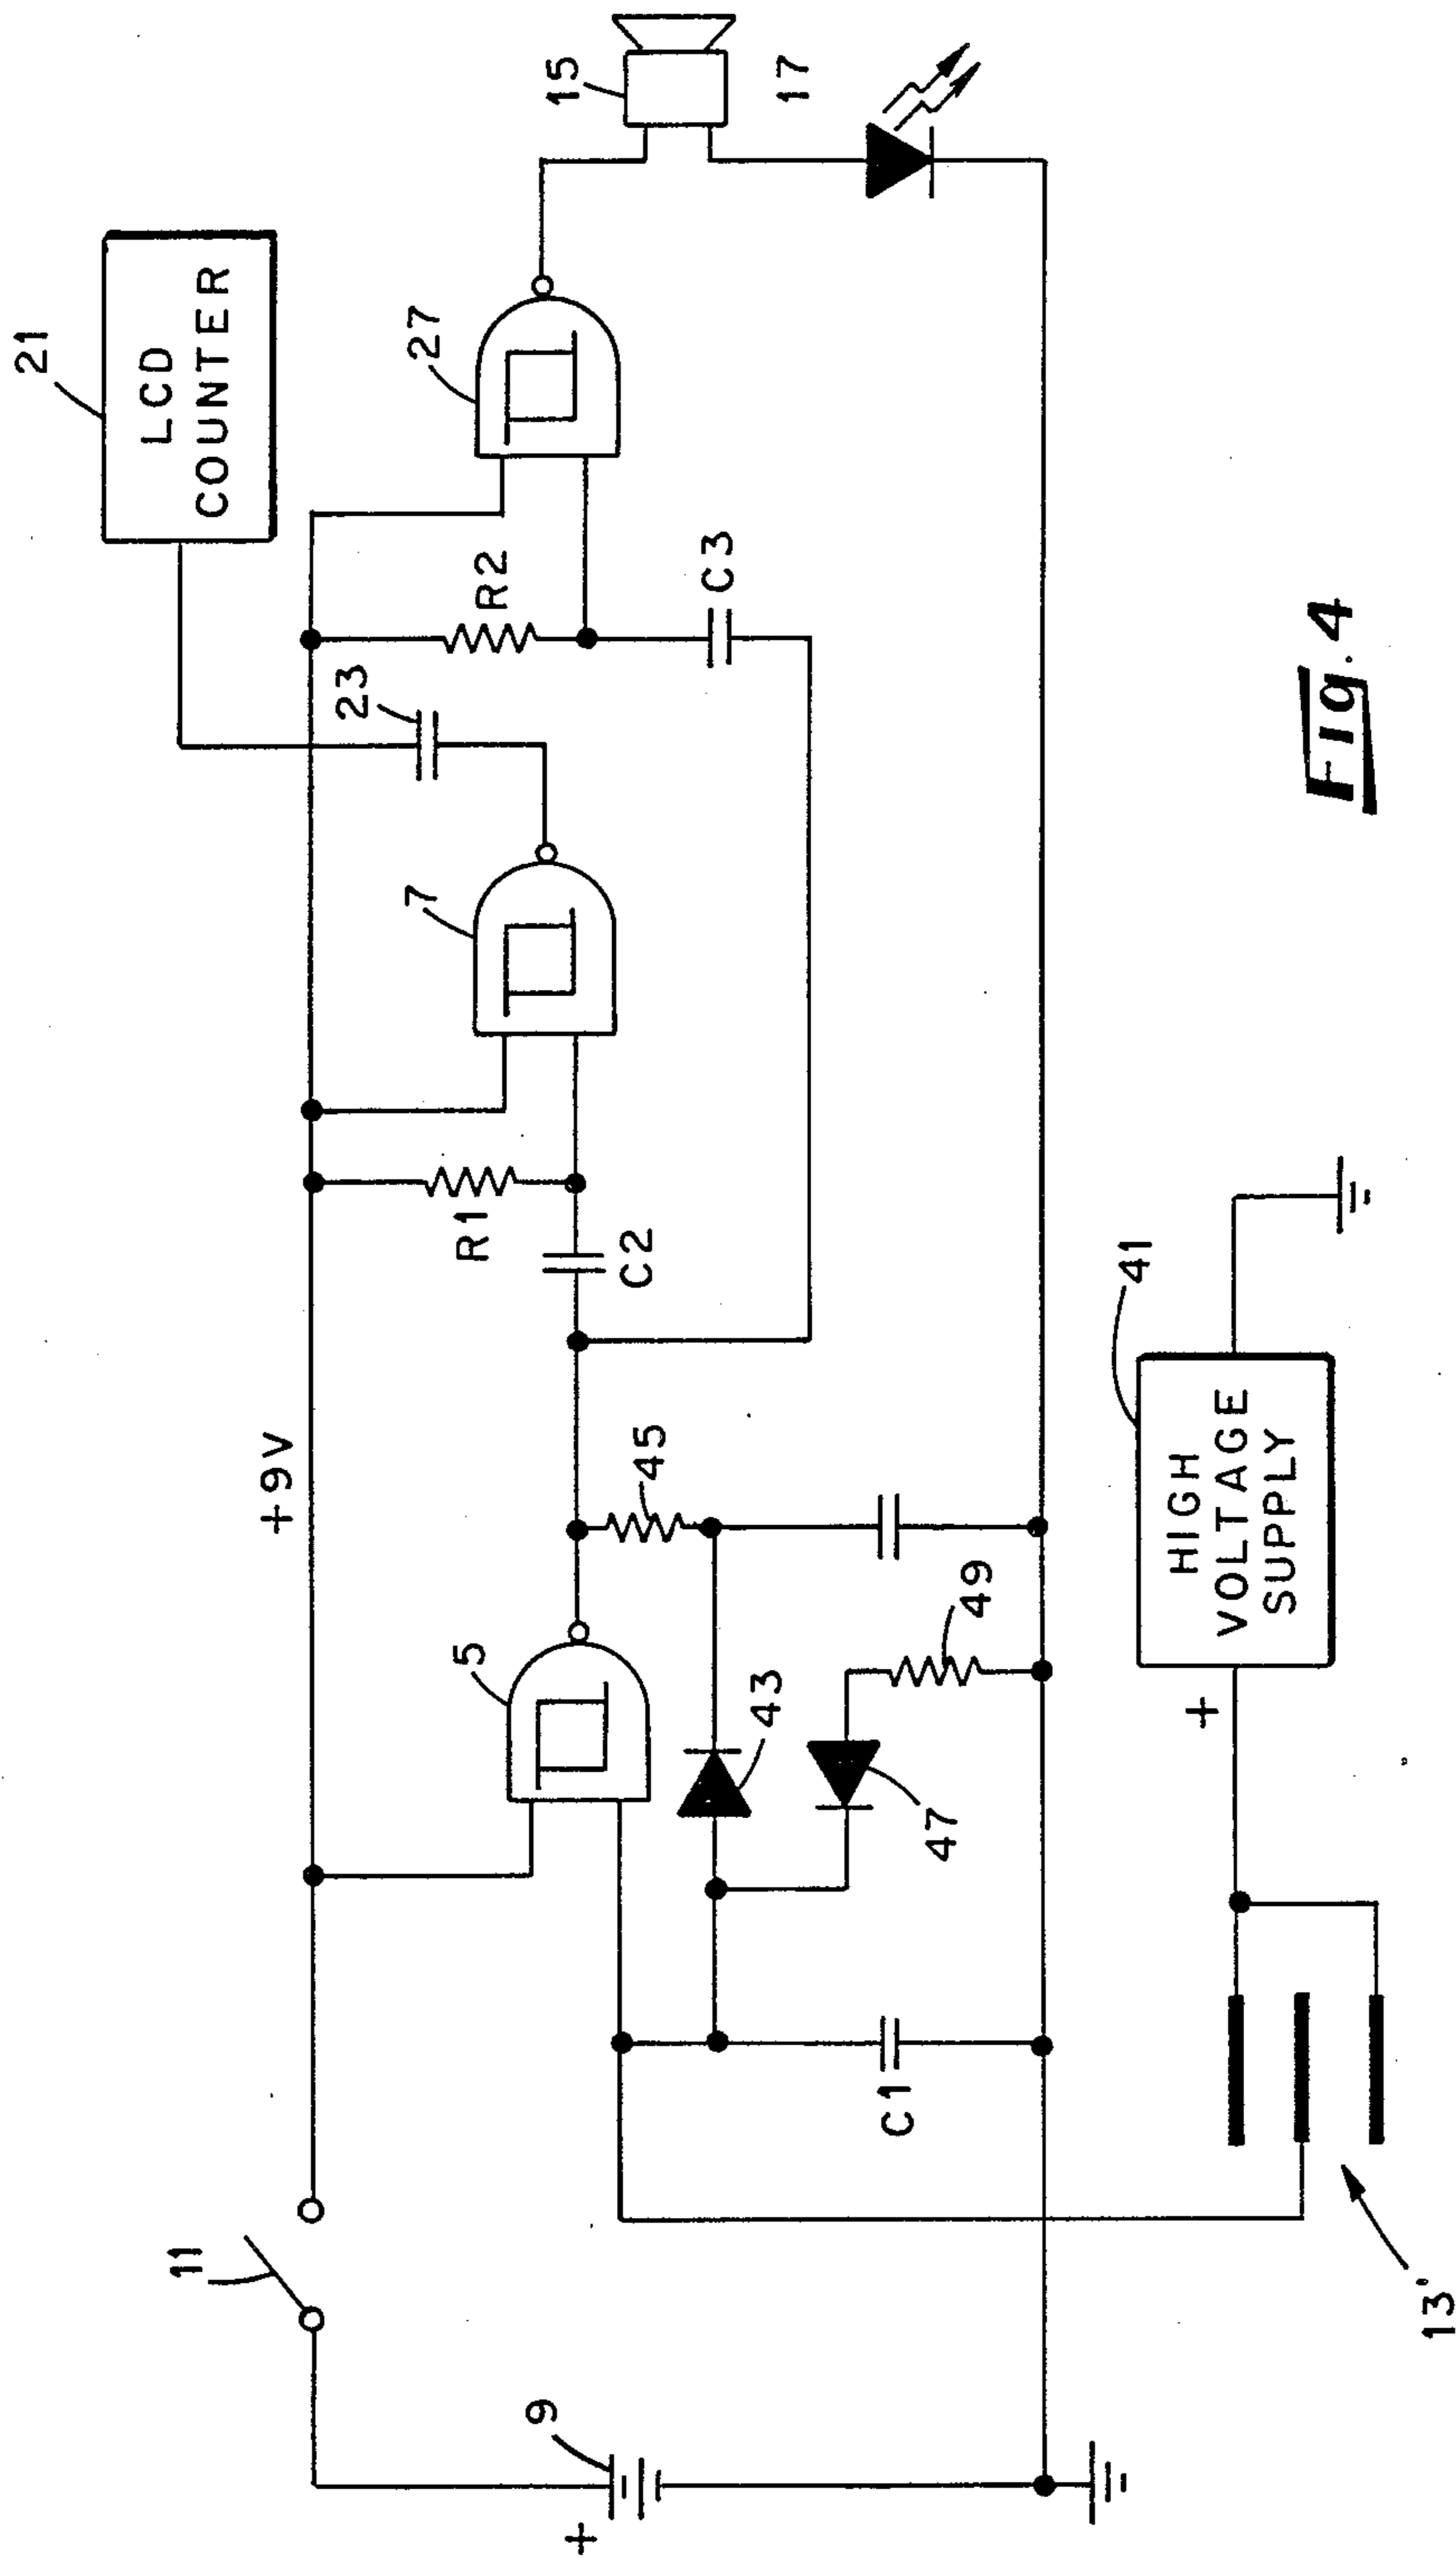 21
LCD
COUNTER
15
17
27
23
R2
C3
7
R1
C2
+9V
5
45
43
49
47
11
C1
9
+
41
HIGH
VOLTAGE
SUPPLY
+
13'
Fig. 4